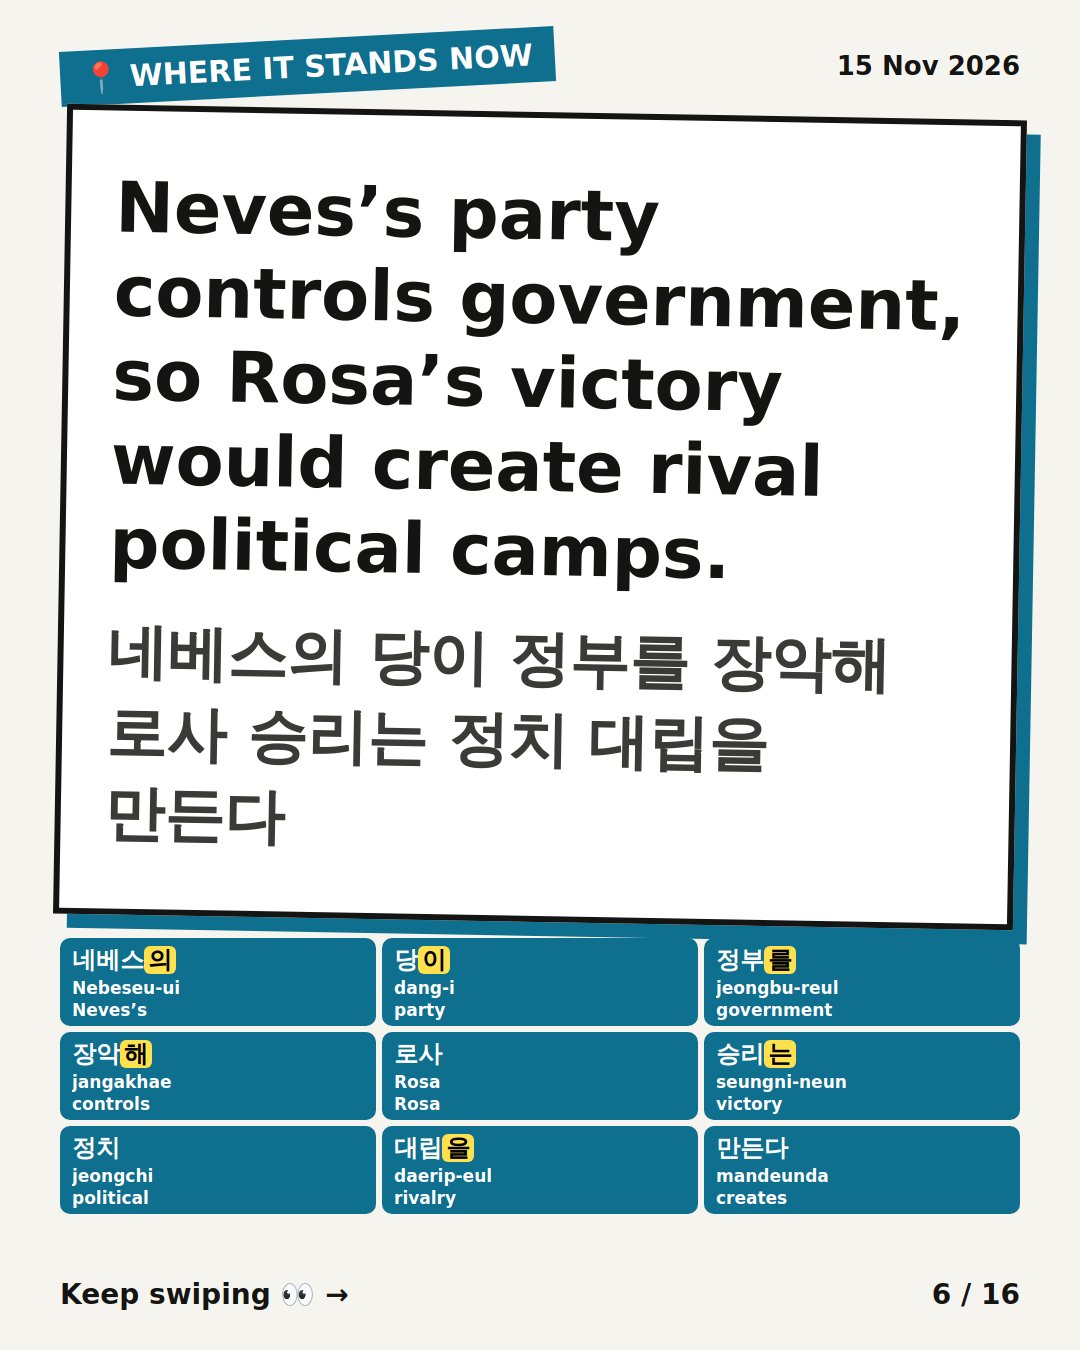 📍 WHERE IT STANDS NOW
15 Nov 2026
Neves’s party
controls government,
so Rosa’s victory
would create rival
political camps.
네베스의 당이 정부를 장악해
로사 승리는 정치 대립을
만든다
네베스의
Nebeseu-ui
Neves’s
당이
dang-i
party
정부를
jeongbu-reul
government
장악해
jangakhae
controls
로사
Rosa
Rosa
승리는
seungni-neun
victory
정치
jeongchi
political
대립을
daerip-eul
rivalry
만든다
mandeunda
creates
Keep swiping 👀 →
6 / 16